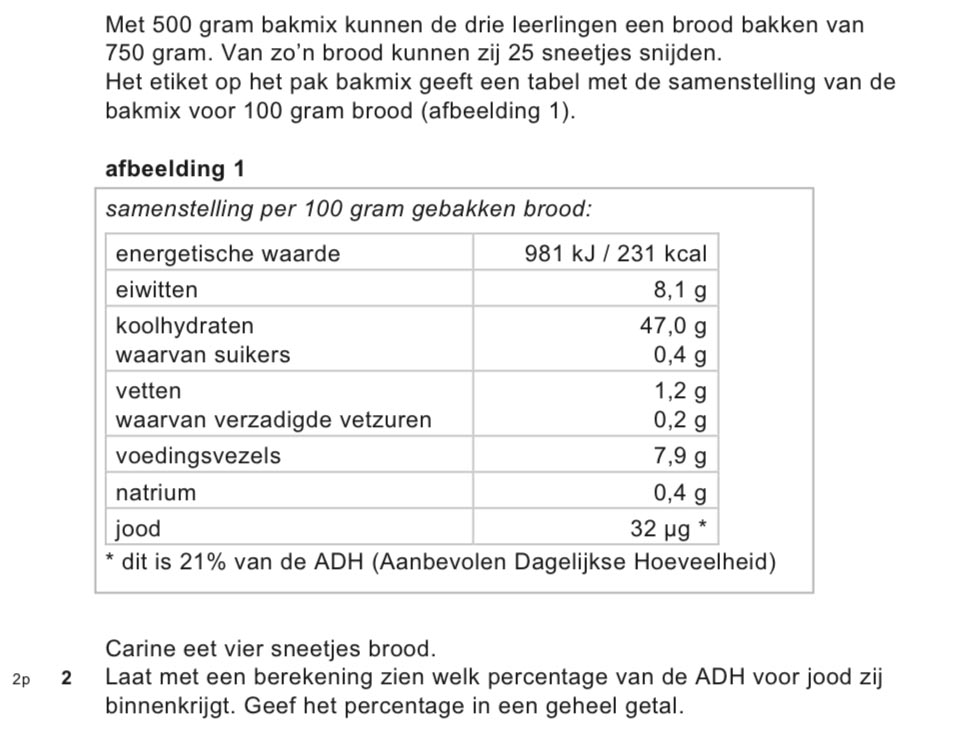 Met 500 gram bakmix kunnen de drie leerlingen een brood bakken van
750 gram. Van zo'n brood kunnen zij 25 sneetjes snijden.
Het etiket op het pak bakmix geeft een tabel met de samenstelling van de
bakmix voor 100 gram brood (afbeelding 1).
afbeelding 1
samenstelling per 100 gram gebakken brood:
energetische waarde 981 kJ / 231 kcal
eiwitten 8,1 g
koolhydraten 47,0 g
waarvan suikers 0,4 g
vetten 1,2 g
waarvan verzadigde vetzuren 0,2 g
voedingsvezels 7,9 g
natrium 0,4 g
jood 32 µg *
* dit is 21% van de ADH (Aanbevolen Dagelijkse Hoeveelheid)
Carine eet vier sneetjes brood.
2p 2 Laat met een berekening zien welk percentage van de ADH voor jood zij
binnenkrijgt. Geef het percentage in een geheel getal.